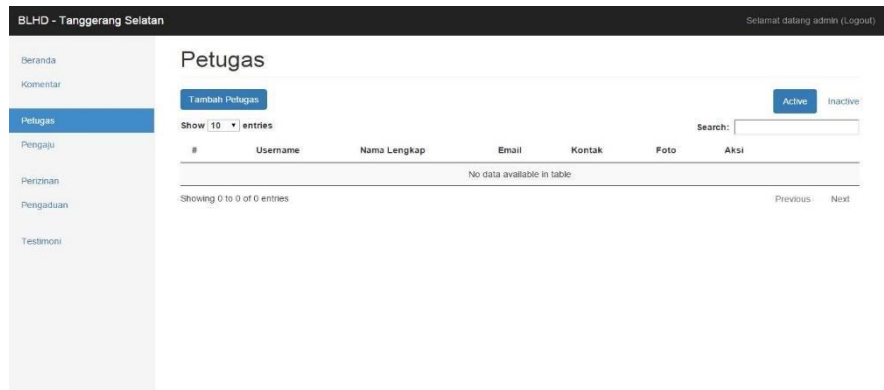 BLHD - Tanggerang Selatan Selamat datang admin (Logout)
Beranda
Komentar
Petugas
Pengaju
Perizinan
Pengaduan
Testimoni
Petugas
Tambah Petugas Active Inactive
Show 10 entries Search:
# Username Nama Lengkap Email Kontak Foto Aksi
No data available in table
Showing 0 to 0 of 0 entries Previous Next